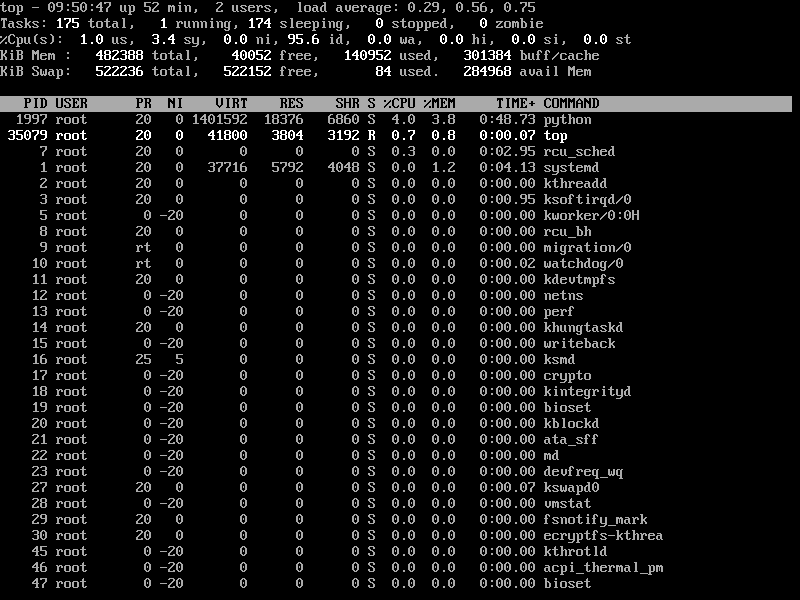 top - 09:50:47 up 52 min,  2 users,  load average: 0.29, 0.56, 0.75
Tasks: 175 total,   1 running, 174 sleeping,   0 stopped,   0 zombie
%Cpu(s):  1.0 us,  3.4 sy,  0.0 ni, 95.6 id,  0.0 wa,  0.0 hi,  0.0 si,  0.0 st
KiB Mem :   482388 total,    40052 free,   140952 used,   301384 buff/cache
KiB Swap:   522236 total,   522152 free,       84 used.   284968 avail Mem
PID USER      PR  NI    VIRT    RES    SHR S %CPU %MEM     TIME+ COMMAND
1997 root      20   0 1401592  18376   6860 S  4.0  3.8   0:48.73 python
35079 root      20   0   41800   3804   3192 R  0.7  0.8   0:00.07 top
7 root      20   0       0      0      0 S  0.3  0.0   0:02.95 rcu_sched
1 root      20   0   37716   5792   4048 S  0.0  1.2   0:04.13 systemd
2 root      20   0       0      0      0 S  0.0  0.0   0:00.00 kthreadd
3 root      20   0       0      0      0 S  0.0  0.0   0:00.95 ksoftirqd/0
5 root       0 -20       0      0      0 S  0.0  0.0   0:00.00 kworker/0:0H
8 root      20   0       0      0      0 S  0.0  0.0   0:00.00 rcu_bh
9 root      rt   0       0      0      0 S  0.0  0.0   0:00.00 migration/0
10 root      rt   0       0      0      0 S  0.0  0.0   0:00.02 watchdog/0
11 root      20   0       0      0      0 S  0.0  0.0   0:00.00 kdevtmpfs
12 root       0 -20       0      0      0 S  0.0  0.0   0:00.00 netns
13 root       0 -20       0      0      0 S  0.0  0.0   0:00.00 perf
14 root      20   0       0      0      0 S  0.0  0.0   0:00.00 khungtaskd
15 root       0 -20       0      0      0 S  0.0  0.0   0:00.00 writeback
16 root      25   5       0      0      0 S  0.0  0.0   0:00.00 ksmd
17 root       0 -20       0      0      0 S  0.0  0.0   0:00.00 crypto
18 root       0 -20       0      0      0 S  0.0  0.0   0:00.00 kintegrityd
19 root       0 -20       0      0      0 S  0.0  0.0   0:00.00 bioset
20 root       0 -20       0      0      0 S  0.0  0.0   0:00.00 kblockd
21 root       0 -20       0      0      0 S  0.0  0.0   0:00.00 ata_sff
22 root       0 -20       0      0      0 S  0.0  0.0   0:00.00 md
23 root       0 -20       0      0      0 S  0.0  0.0   0:00.00 devfreq_wq
27 root      20   0       0      0      0 S  0.0  0.0   0:00.07 kswapd0
28 root       0 -20       0      0      0 S  0.0  0.0   0:00.00 vmstat
29 root      20   0       0      0      0 S  0.0  0.0   0:00.00 fsnotify_mark
30 root      20   0       0      0      0 S  0.0  0.0   0:00.00 ecryptfs-kthrea
45 root       0 -20       0      0      0 S  0.0  0.0   0:00.00 kthrotld
46 root       0 -20       0      0      0 S  0.0  0.0   0:00.00 acpi_thermal_pm
47 root       0 -20       0      0      0 S  0.0  0.0   0:00.00 bioset